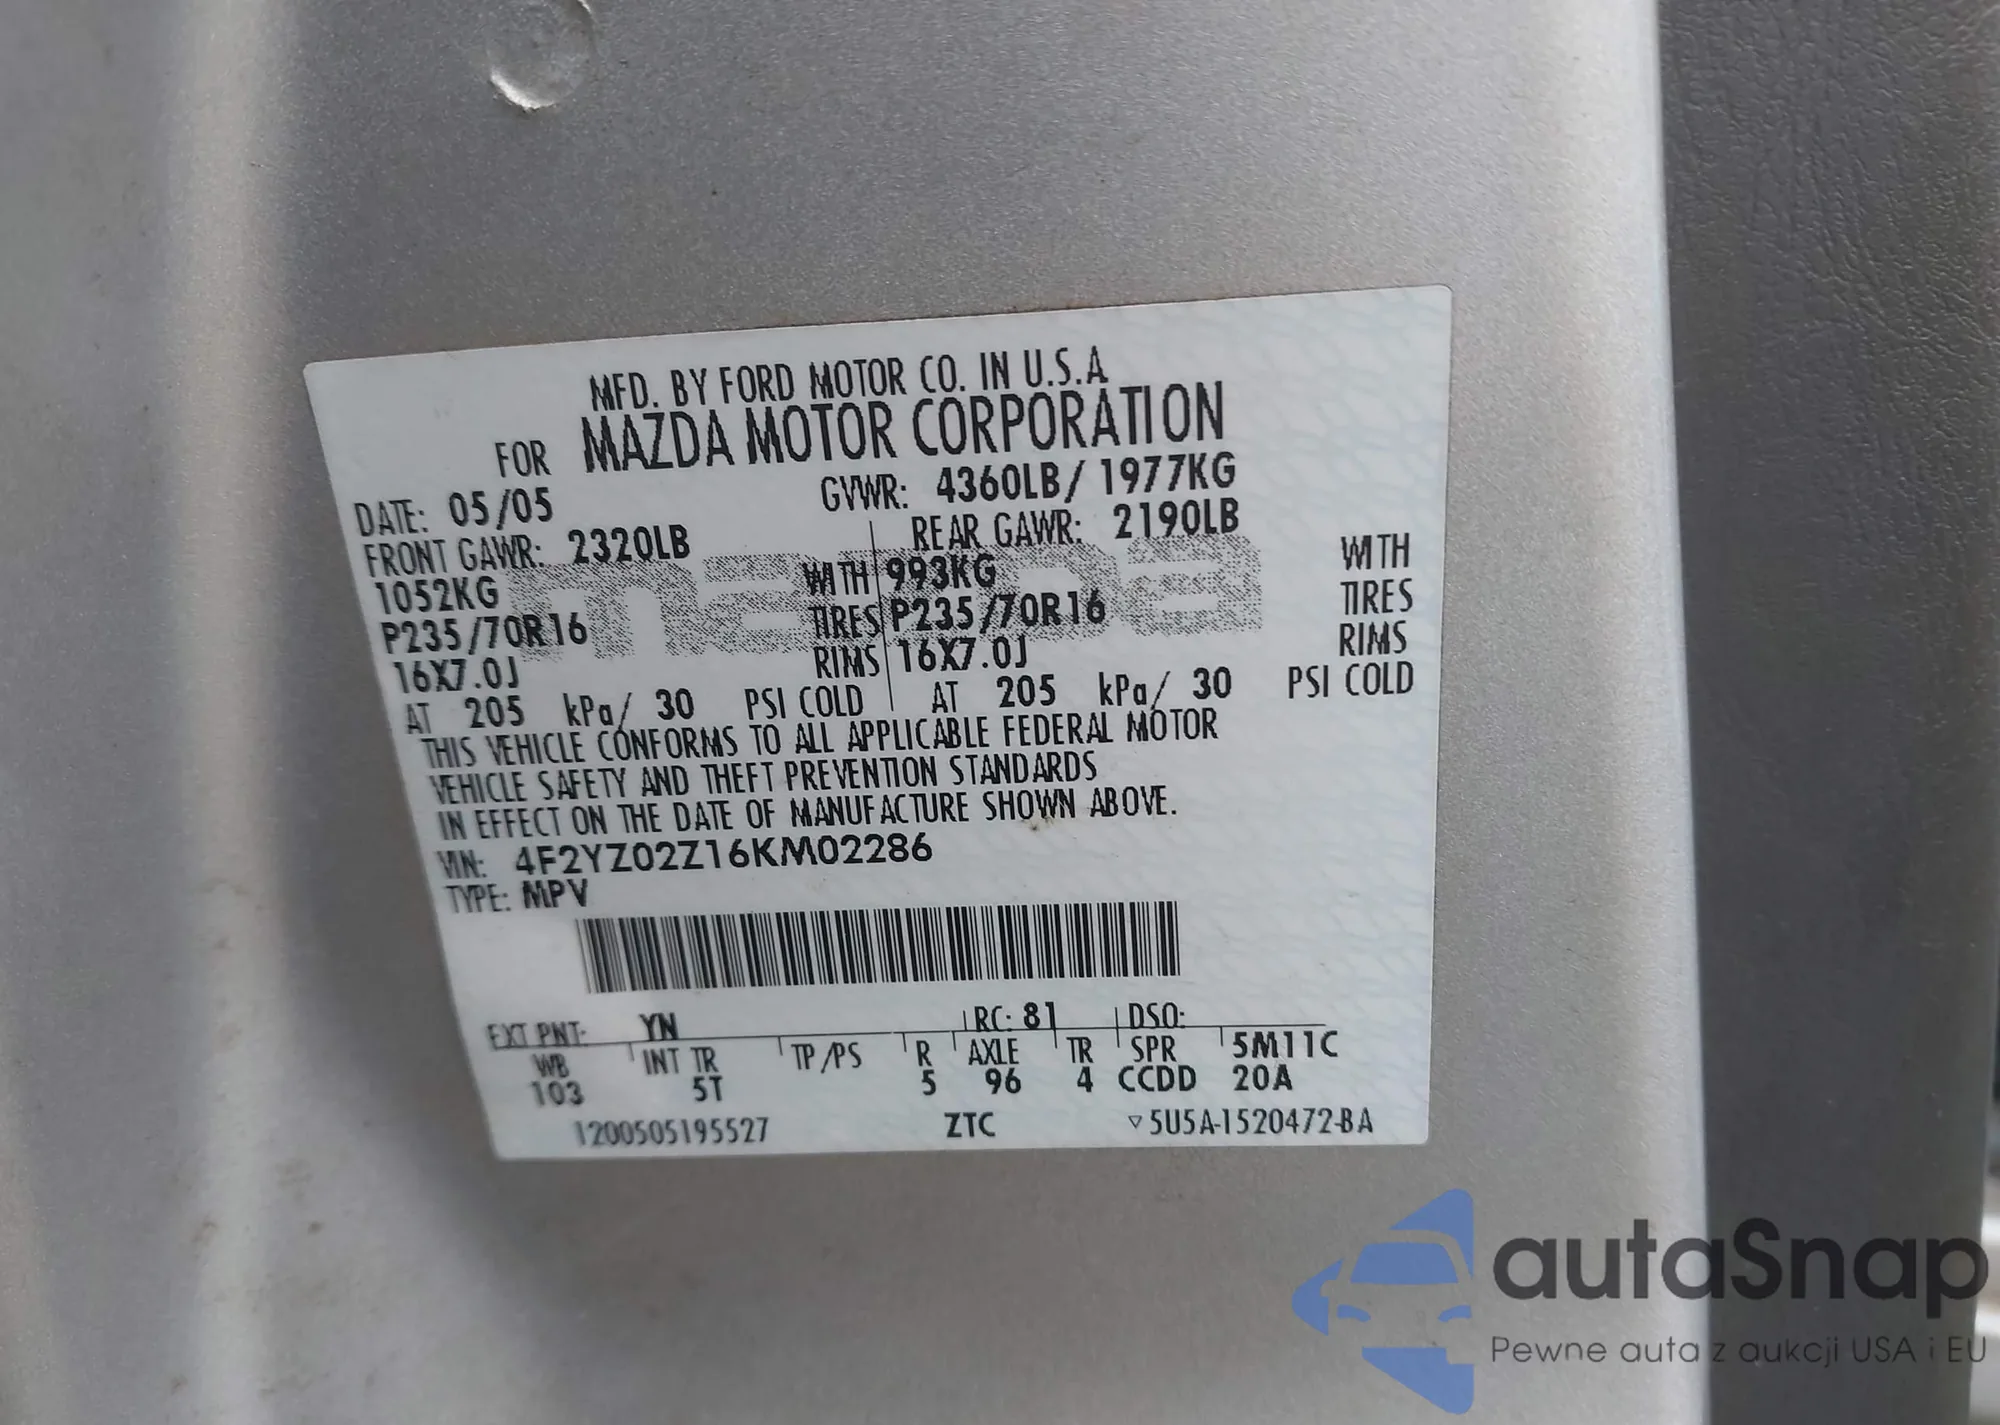 MFD. BY FORD MOTOR CO. IN U.S.A
FOR MAZDA MOTOR CORPORATION
DATE: 05/05 GVWR: 4360LB/ 1977KG
FRONT GAWR: 2320LB REAR GAWR: 2190LB
1052KG WITH 993KG WITH
P235/70R16 TIRES P235/70R16 TIRES
16X7.0J RIMS 16X7.0J RIMS
AT 205 kPa/ 30 PSI COLD AT 205 kPa/ 30 PSI COLD
THIS VEHICLE CONFORMS TO ALL APPLICABLE FEDERAL MOTOR
VEHICLE SAFETY AND THEFT PREVENTION STANDARDS
IN EFFECT ON THE DATE OF MANUFACTURE SHOWN ABOVE.
VIN: 4F2YZ02Z16KM02286
TYPE: MPV
EXT PNT: YN RC: 81 DSO:
WB INT TR TP/PS R AXLE TR SPR 5M11C
103 5T 5 96 4 CCDD 20A
1200505195527 ZTC ▽5U5A-1520472-BA
autaSnap
Pewne auta z aukcji USA i EU